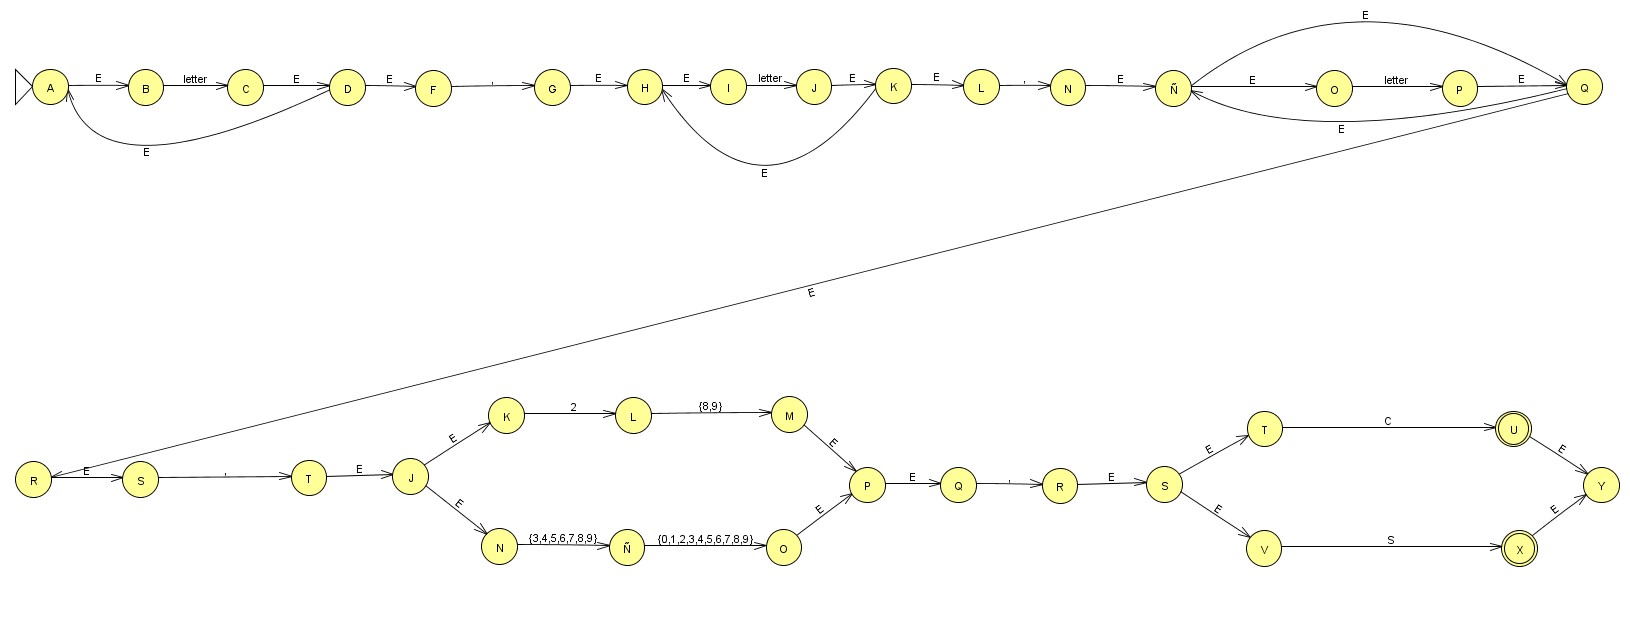 E
E letter E E , E E letter E E , E E letter E
A B C D F G H I J K L N Ñ O P Q
E E
E
E
2 {8,9} C
K L M T U
E E E E
E , E E , E
R S T J P Q R S Y
E E E E
{3,4,5,6,7,8,9} {0,1,2,3,4,5,6,7,8,9} S
N Ñ O V X